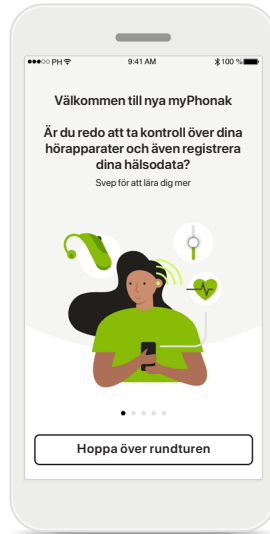 PH 9:41 AM 100 %
Välkommen till nya myPhonak
Är du redo att ta kontroll över dina
hörapparater och även registrera
dina hälsodata?
Svep för att lära dig mer
Hoppa över rundturen